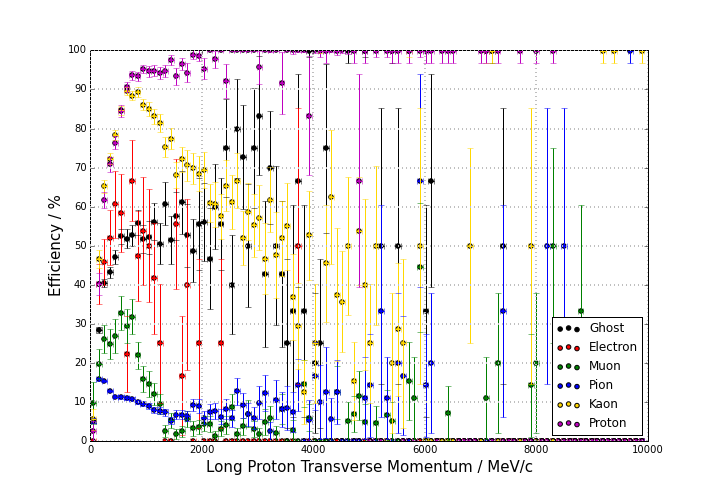 100
90
80
70
60
50
40
30
20
10
0
Efficiency / %
0
2000
4000
6000
8000
10000
Long Proton Transverse Momentum / MeV/c
Ghost
Electron
Muon
Pion
Kaon
Proton